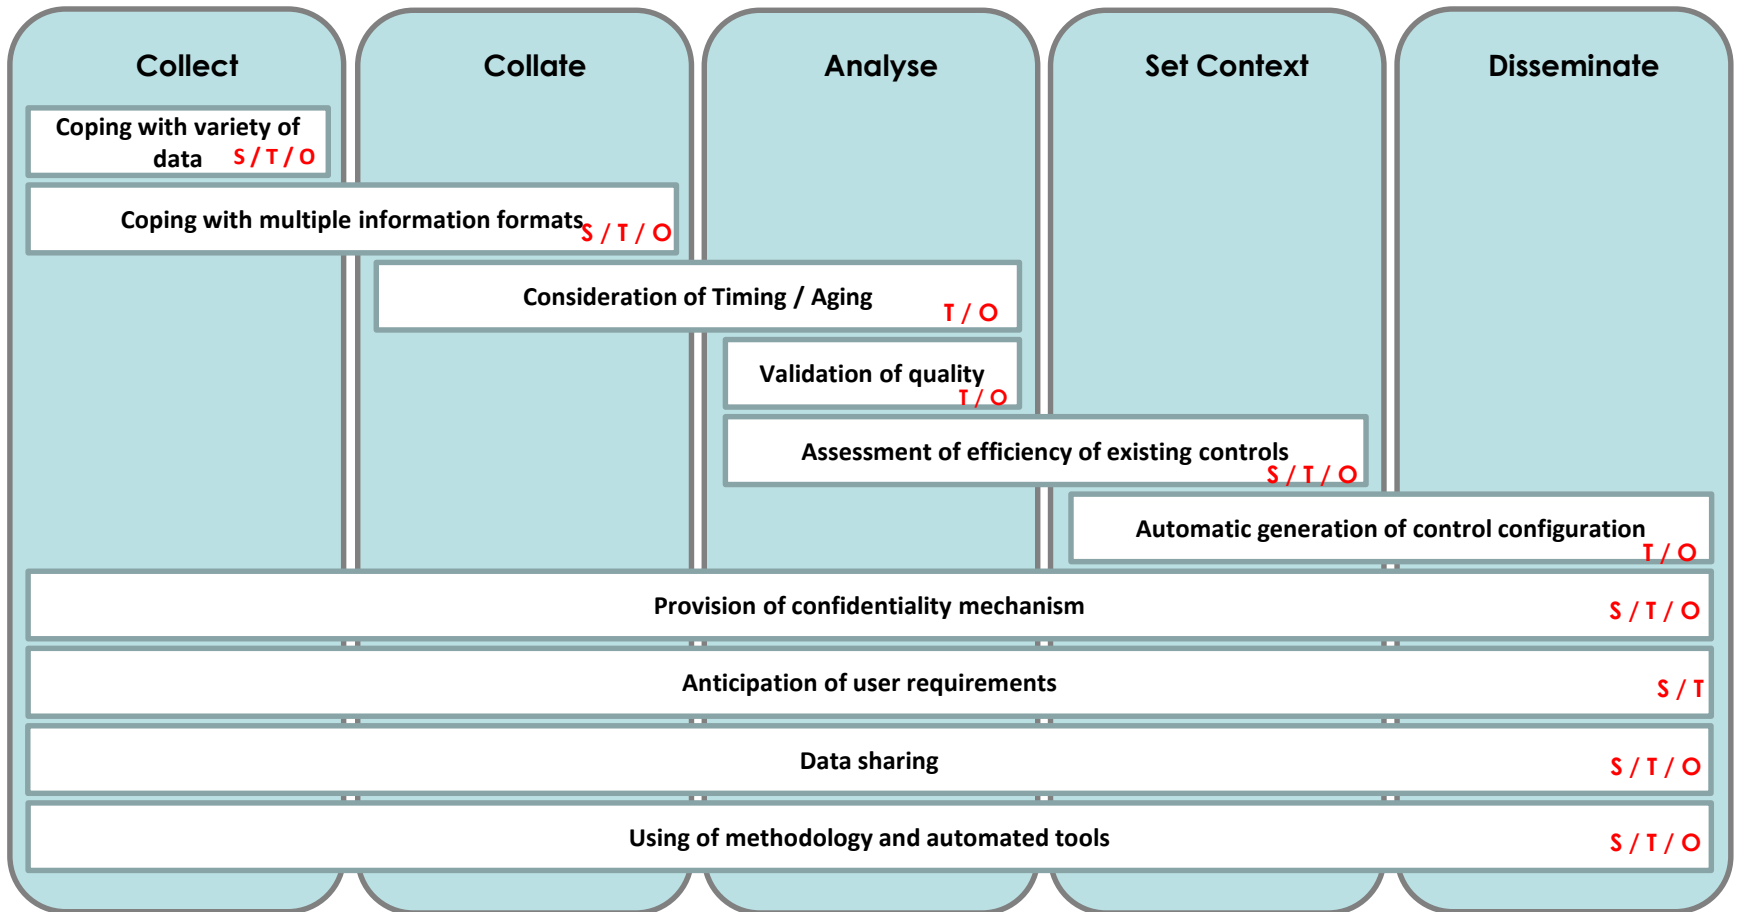 Collect
Collate
Analyse
Set Context
Disseminate
Coping with variety of
data S / T / O
Coping with multiple information formats
S / T / O
Consideration of Timing / Aging
T / O
Validation of quality
T / O
Assessment of efficiency of existing controls
S / T / O
Automatic generation of control configuration
T / O
Provision of confidentiality mechanism
S / T / O
Anticipation of user requirements
S / T
Data sharing
S / T / O
Using of methodology and automated tools
S / T / O